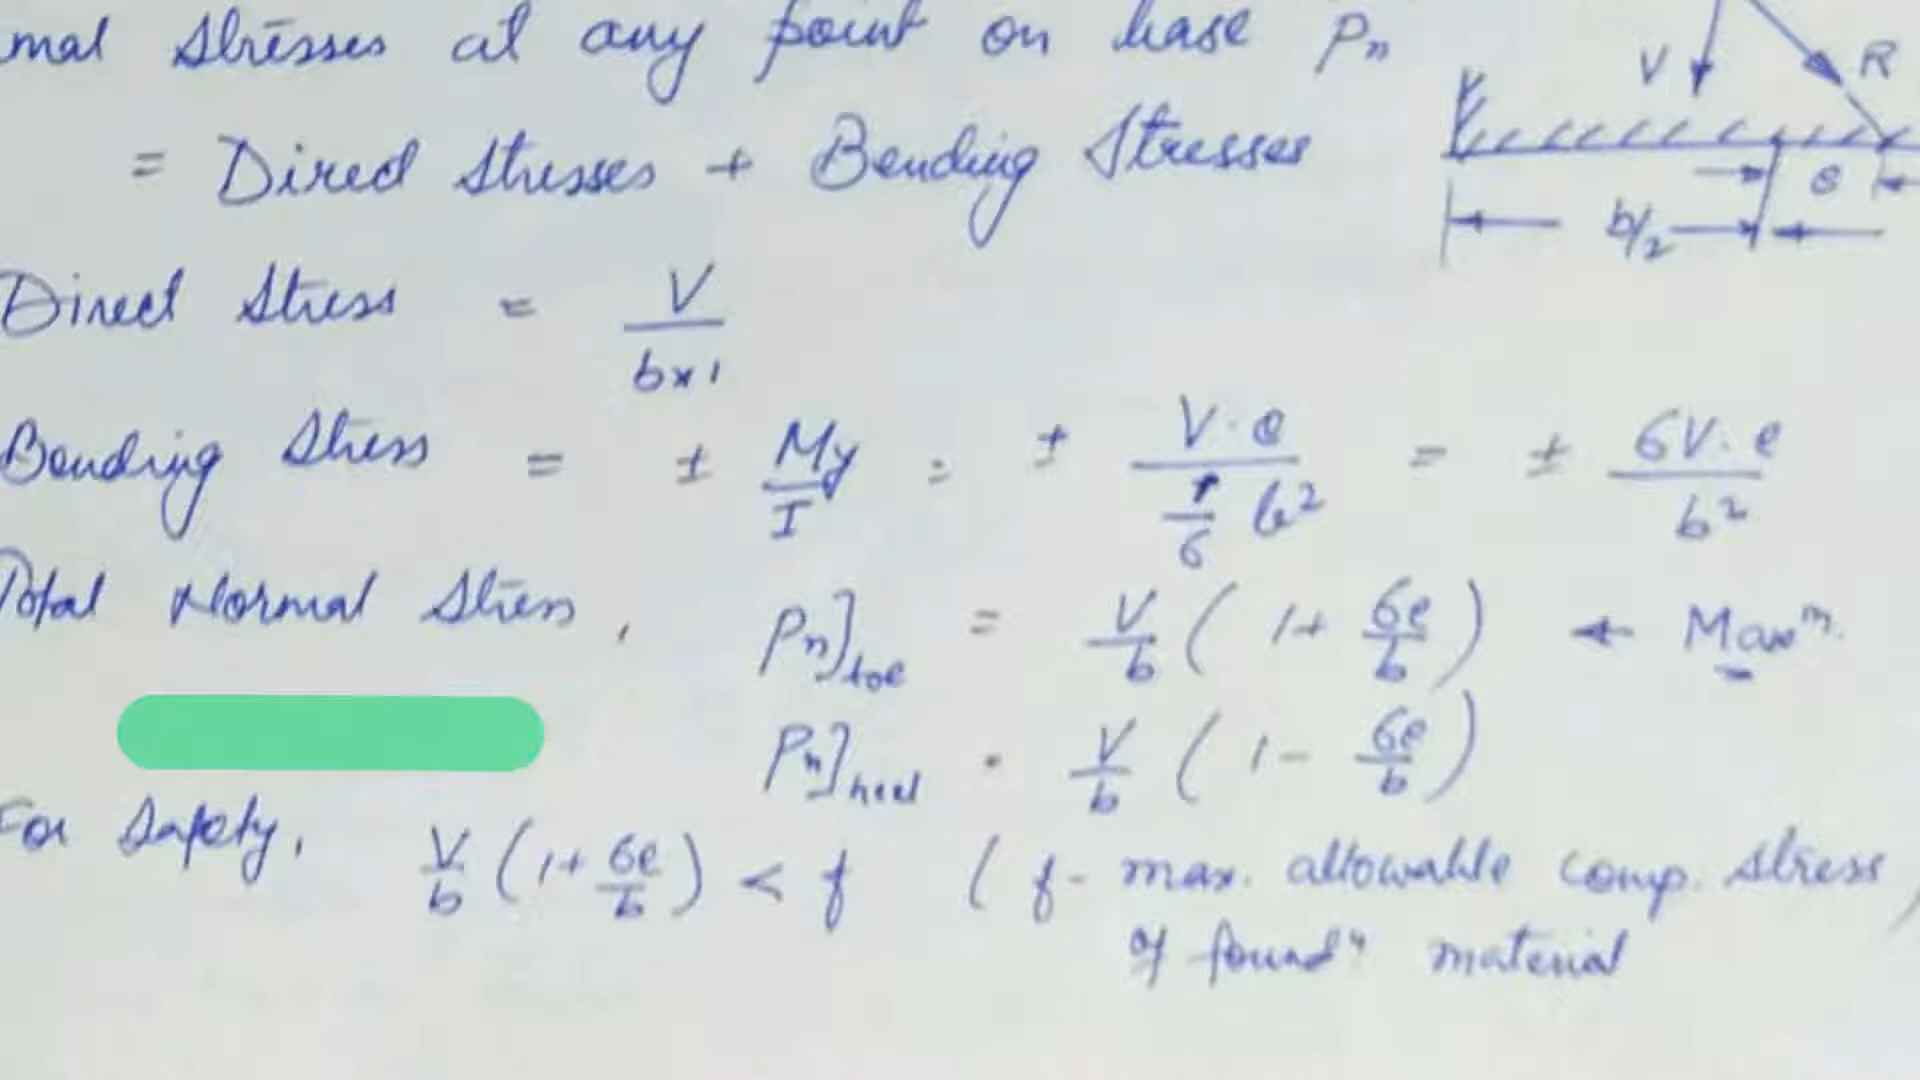 mal stresses at any point on base Pn
= Direct stresses + Bending Stresses
V R
e
b/2
Direct stress = V / b×1
Bending stress = ± My / I = ± V·e / (1/6 b²) = ± 6V·e / b²
Total Normal Stress, Pn]toe = V/b (1 + 6e/b) ← Maxm.
Pn]heel = V/b (1 - 6e/b)
For safety, V/b (1 + 6e/b) < f (f - max. allowable comp. stress
of foundn material)